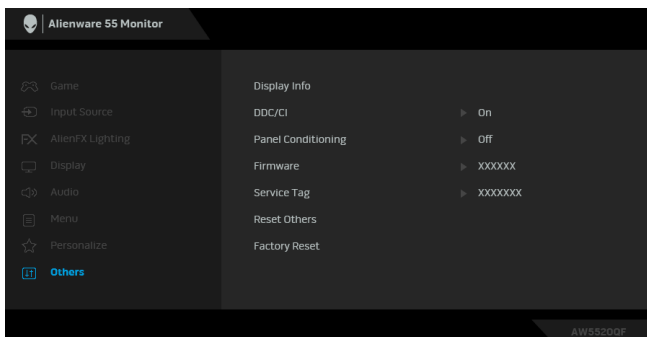 Alienware 55 Monitor
Game
Input Source
AlienFX Lighting
Display
Audio
Menu
Personalize
Others
Display Info
DDC/CI On
Panel Conditioning Off
Firmware XXXXXX
Service Tag XXXXXXX
Reset Others
Factory Reset
AW5520QF